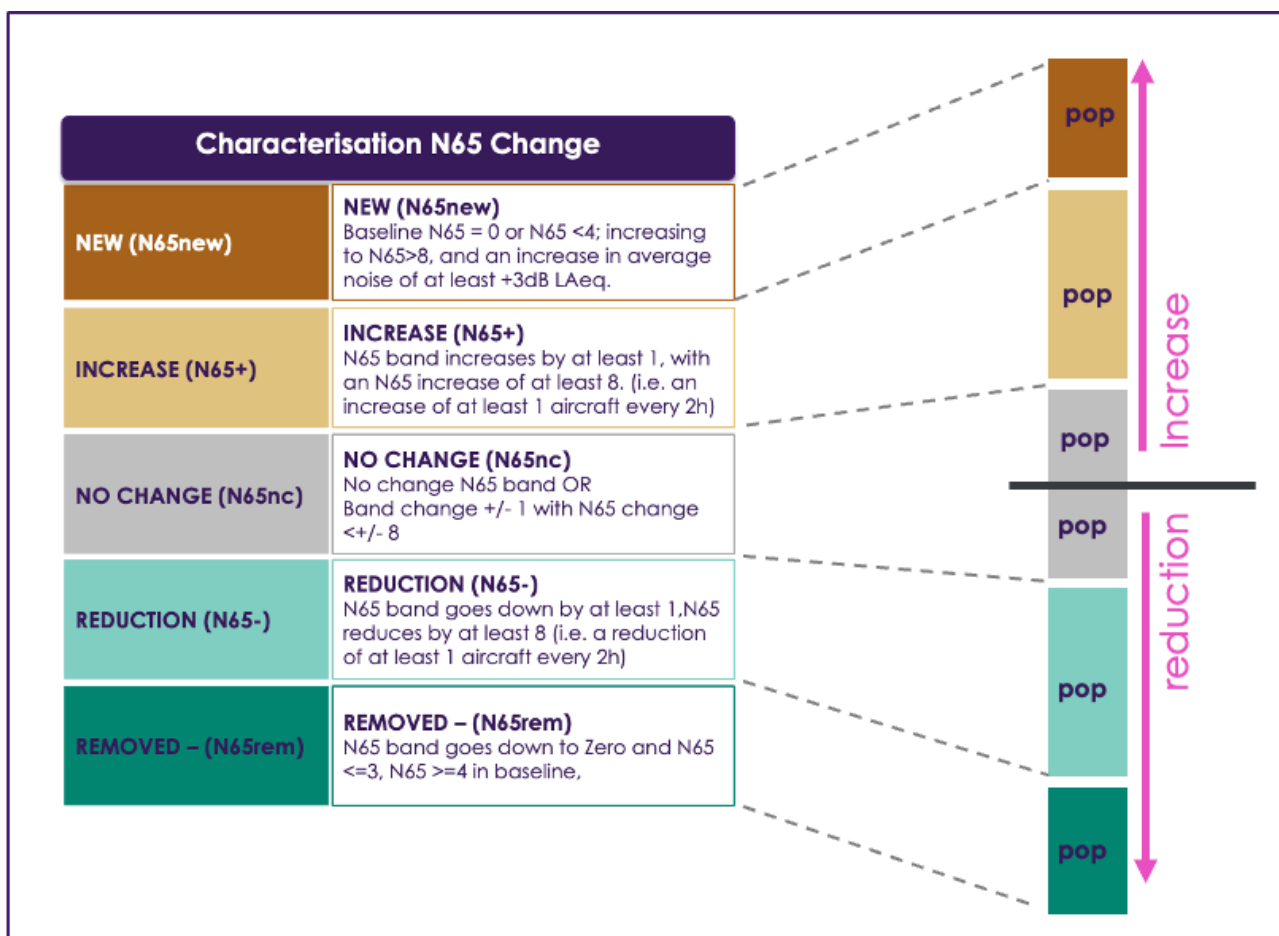 Characterisation N65 Change
NEW (N65new)
NEW (N65new)
Baseline N65 = 0 or N65 <4; increasing
to N65>8, and an increase in average
noise of at least +3dB LAeq.
INCREASE (N65+)
INCREASE (N65+)
N65 band increases by at least 1, with
an N65 increase of at least 8. (i.e. an
increase of at least 1 aircraft every 2h)
NO CHANGE (N65nc)
NO CHANGE (N65nc)
No change N65 band OR
Band change +/- 1 with N65 change
<+/- 8
REDUCTION (N65-)
REDUCTION (N65-)
N65 band goes down by at least 1,N65
reduces by at least 8 (i.e. a reduction
of at least 1 aircraft every 2h)
REMOVED – (N65rem)
REMOVED – (N65rem)
N65 band goes down to Zero and N65
<=3, N65 >=4 in baseline,
pop
pop
pop
pop
pop
pop
Increase
reduction